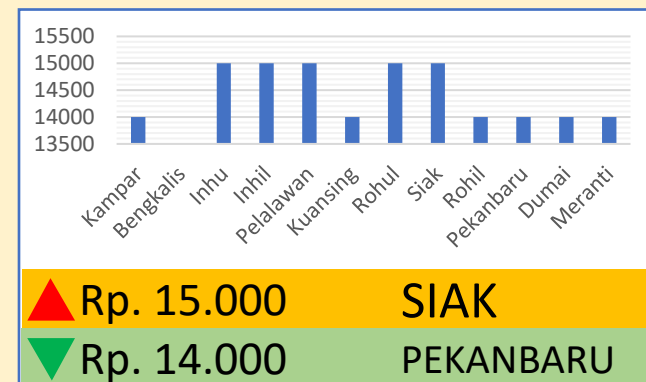 15500
15000
14500
14000
13500
Kampar
Bengkalis
Inhu
Inhil
Pelalawan
Kuansing
Rohul
Siak
Rohil
Pekanbaru
Dumai
Meranti
Rp. 15.000 SIAK
Rp. 14.000 PEKANBARU